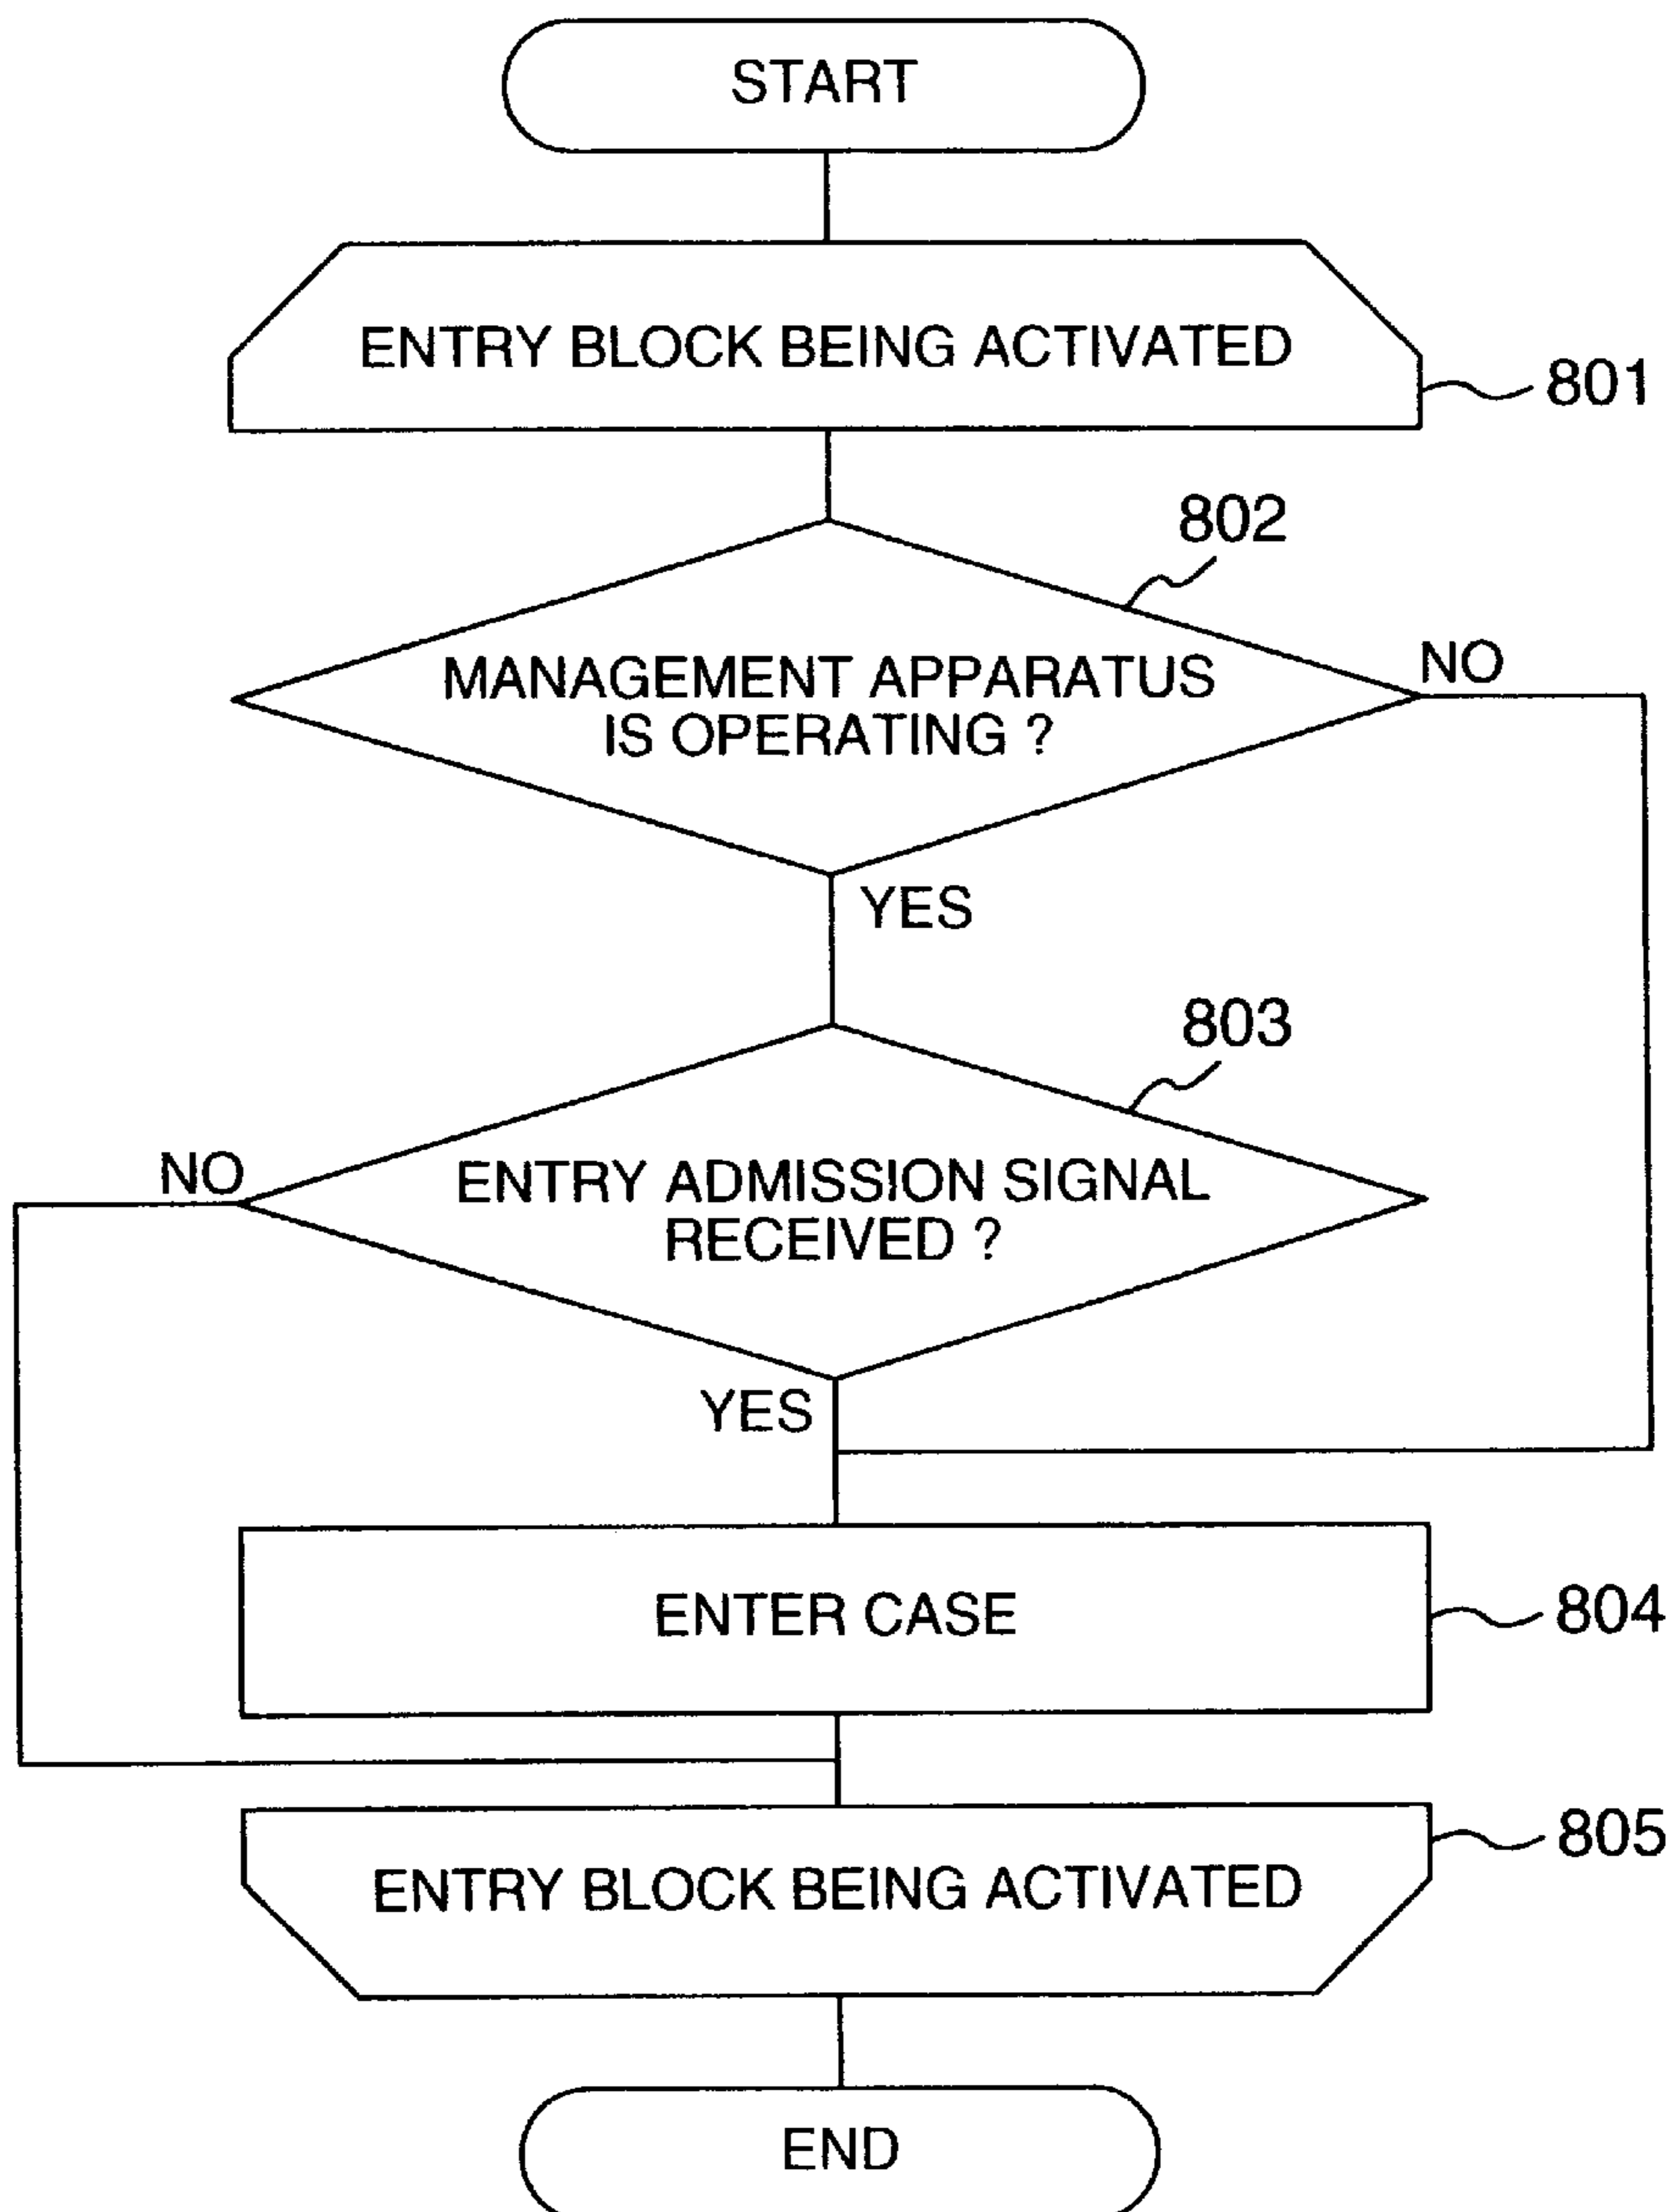 START
ENTRY BLOCK BEING ACTIVATED
801
802
MANAGEMENT APPARATUS
IS OPERATING ?
NO
YES
803
NO
ENTRY ADMISSION SIGNAL
RECEIVED ?
YES
ENTER CASE
804
805
ENTRY BLOCK BEING ACTIVATED
END